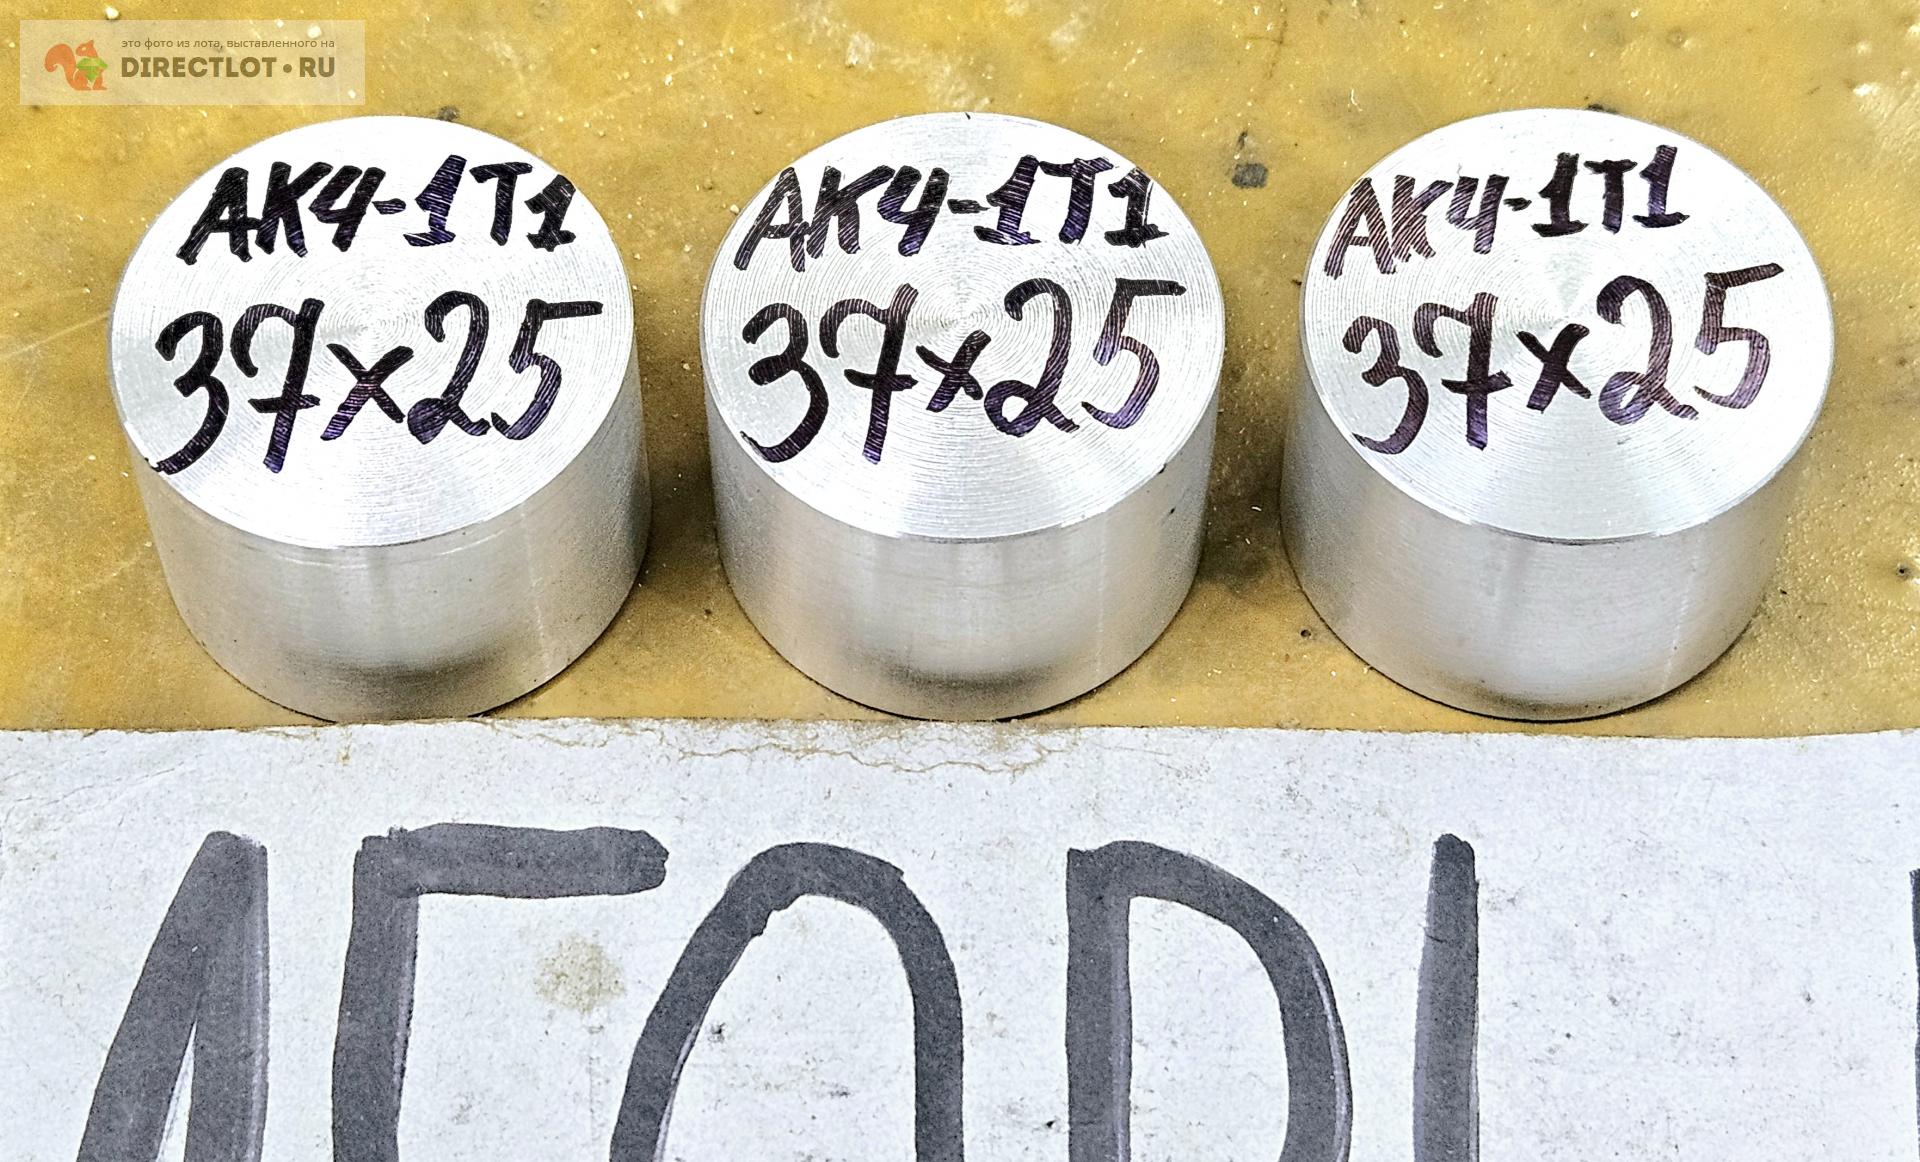 это фото из лота, выставленного на
DIRECTLOT•RU
АК4-1Т1
37х25
АК4-1Т1
37х25
АК4-1Т1
37х25